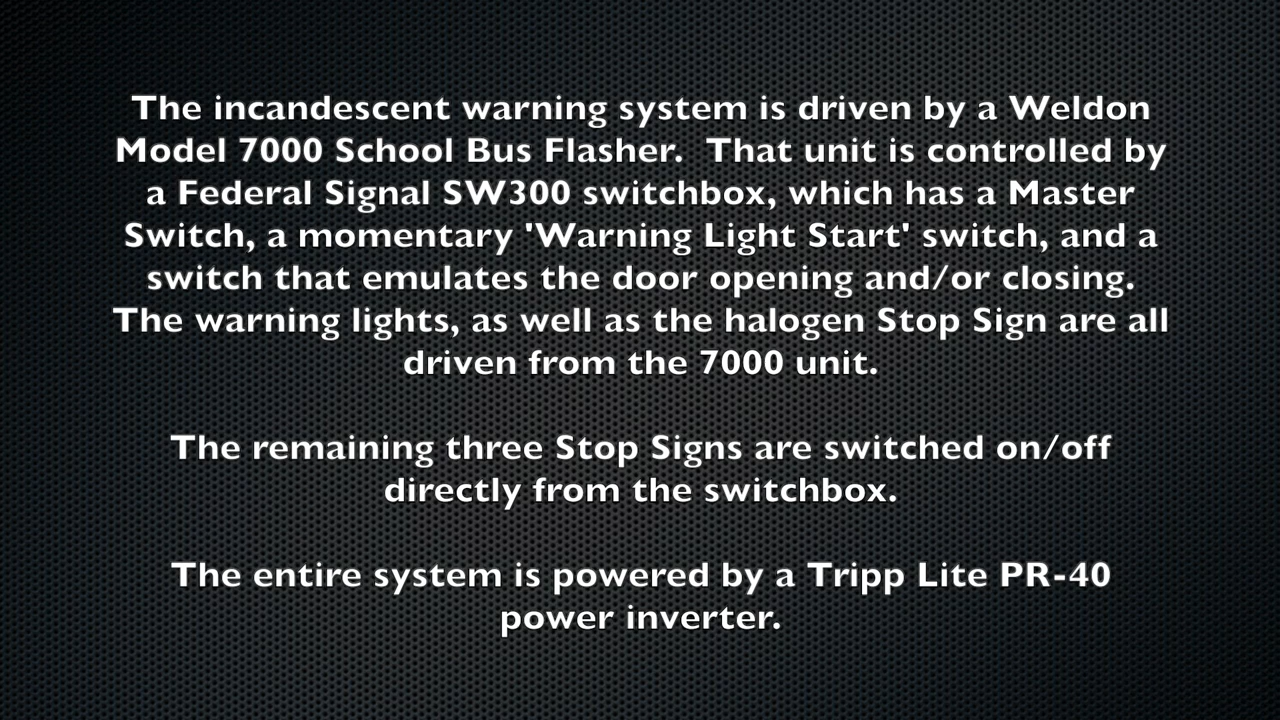 The incandescent warning system is driven by a Weldon
Model 7000 School Bus Flasher.  That unit is controlled by
a Federal Signal SW300 switchbox, which has a Master
Switch, a momentary 'Warning Light Start' switch, and a
switch that emulates the door opening and/or closing.
The warning lights, as well as the halogen Stop Sign are all
driven from the 7000 unit.
The remaining three Stop Signs are switched on/off
directly from the switchbox.
The entire system is powered by a Tripp Lite PR-40
power inverter.